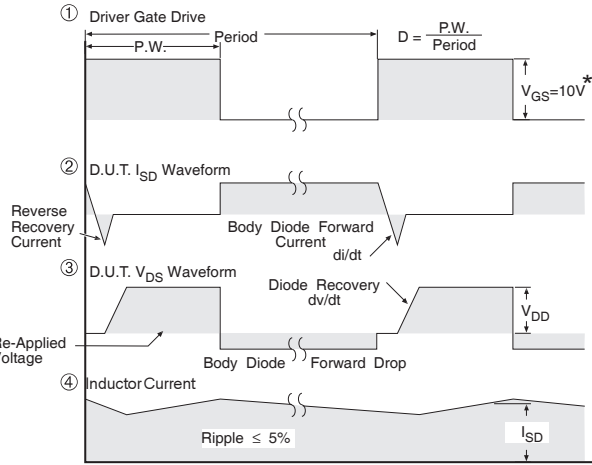 ① Driver Gate Drive
P.W.
Period
D = P.W.
Period
V_GS=10V*
② D.U.T. I_SD Waveform
Reverse
Recovery
Current
Body Diode Forward
Current
di/dt
③ D.U.T. V_DS Waveform
Diode Recovery
dv/dt
V_DD
Re-Applied
Voltage
Body Diode Forward Drop
④ Inductor Current
Ripple ≤ 5%
I_SD